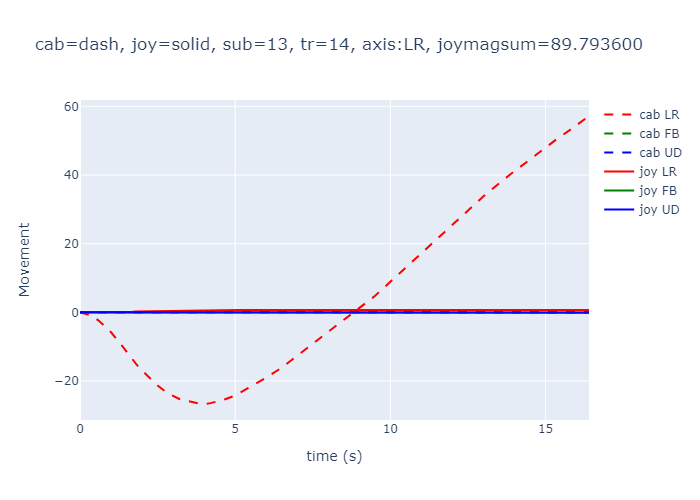 cab=dash, joy=solid, sub=13, tr=14, axis:LR, joymagsum=89.793600
60
40
20
0
−20
Movement
0
5
10
15
time (s)
cab LR
cab FB
cab UD
joy LR
joy FB
joy UD